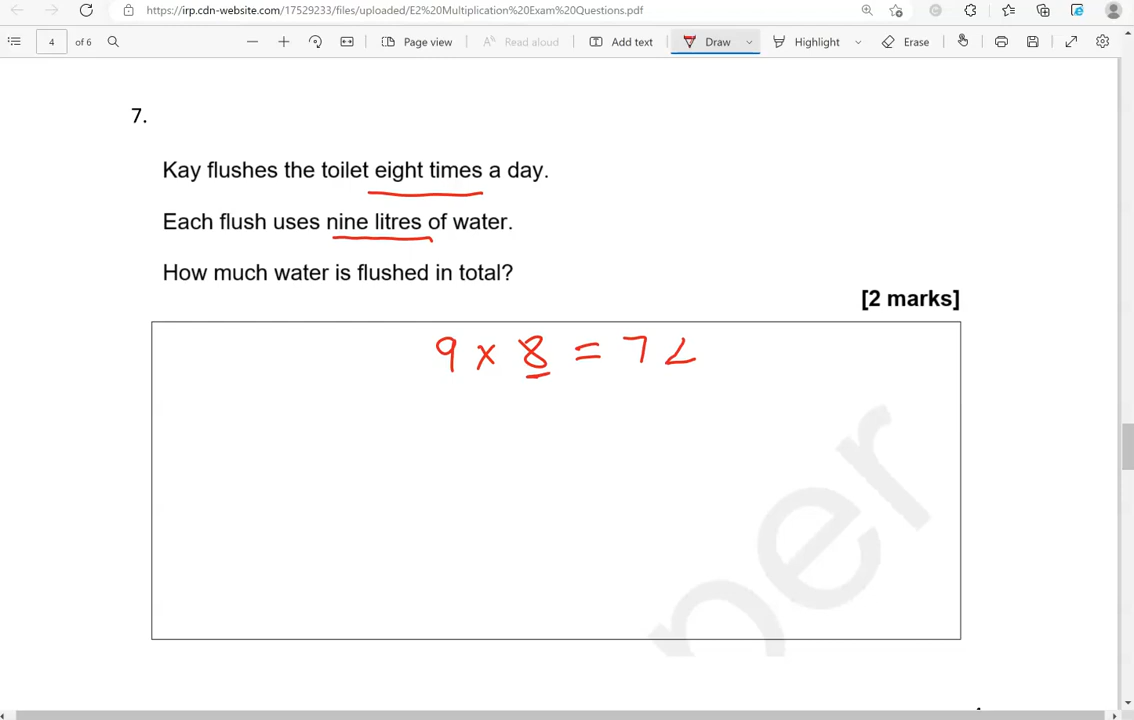 https://irp.cdn-website.com/17529233/files/uploaded/E2%20Multiplication%20Exam%20Questions.pdf
4 of 6 Page view Read aloud Add text Draw Highlight Erase
7.
Kay flushes the toilet eight times a day.
Each flush uses nine litres of water.
How much water is flushed in total?
[2 marks]
9 x 8 = 72
ner